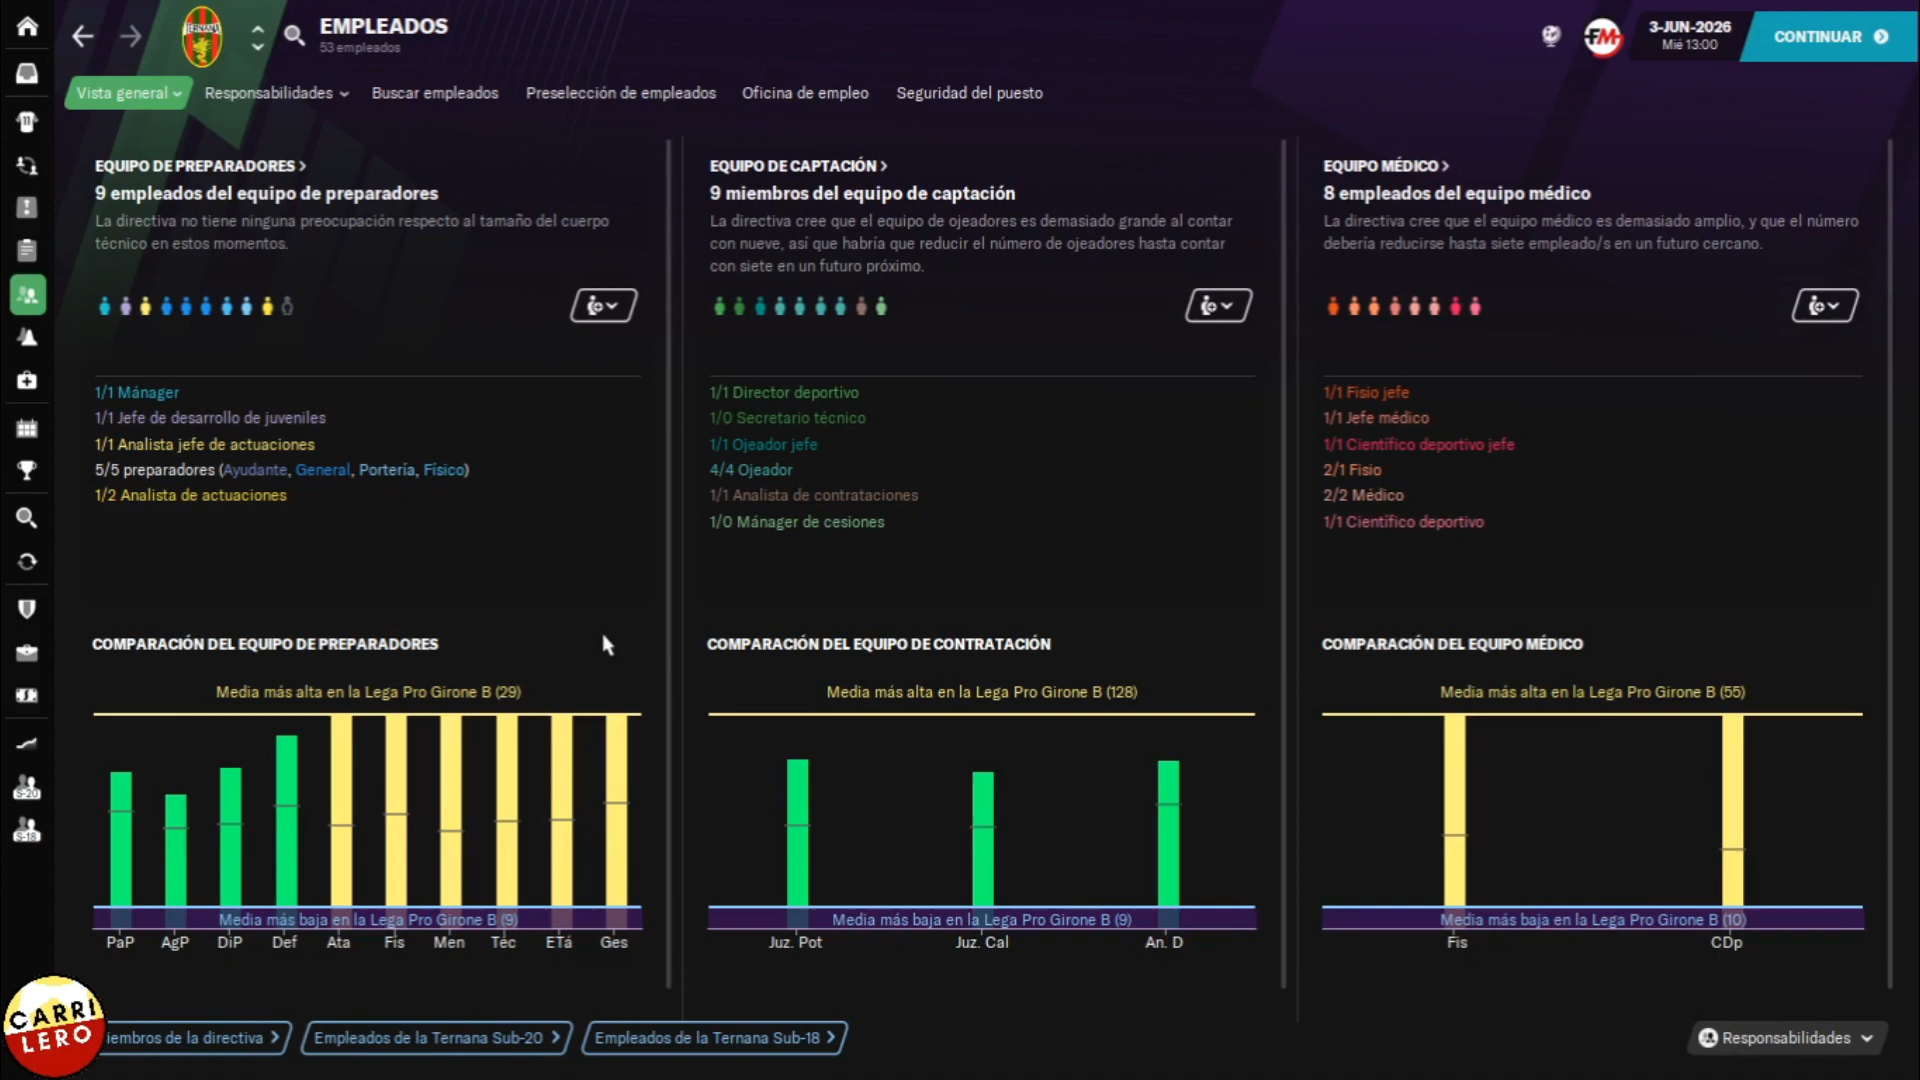 TERNANA
EMPLEADOS
53 empleados
FM
3-JUN-2026
Mié 13:00
CONTINUAR
Vista general
Responsabilidades
Buscar empleados
Preselección de empleados
Oficina de empleo
Seguridad del puesto
EQUIPO DE PREPARADORES >
9 empleados del equipo de preparadores
La directiva no tiene ninguna preocupación respecto al tamaño del cuerpo
técnico en estos momentos.
1/1 Mánager
1/1 Jefe de desarrollo de juveniles
1/1 Analista jefe de actuaciones
5/5 preparadores (Ayudante, General, Portería, Físico)
1/2 Analista de actuaciones
COMPARACIÓN DEL EQUIPO DE PREPARADORES
Media más alta en la Lega Pro Girone B (29)
Media más baja en la Lega Pro Girone B (9)
PaP AgP DiP Def Ata Fís Men Téc ETá Ges
EQUIPO DE CAPTACIÓN >
9 miembros del equipo de captación
La directiva cree que el equipo de ojeadores es demasiado grande al contar
con nueve, así que habría que reducir el número de ojeadores hasta contar
con siete en un futuro próximo.
1/1 Director deportivo
1/0 Secretario técnico
1/1 Ojeador jefe
4/4 Ojeador
1/1 Analista de contrataciones
1/0 Mánager de cesiones
COMPARACIÓN DEL EQUIPO DE CONTRATACIÓN
Media más alta en la Lega Pro Girone B (128)
Media más baja en la Lega Pro Girone B (9)
Juz. Pot Juz. Cal An. D
EQUIPO MÉDICO >
8 empleados del equipo médico
La directiva cree que el equipo médico es demasiado amplio, y que el número
debería reducirse hasta siete empleado/s en un futuro cercano.
1/1 Fisio jefe
1/1 Jefe médico
1/1 Científico deportivo jefe
2/1 Fisio
2/2 Médico
1/1 Científico deportivo
COMPARACIÓN DEL EQUIPO MÉDICO
Media más alta en la Lega Pro Girone B (55)
Media más baja en la Lega Pro Girone B (10)
Fis CDp
S-20
S-18
CARRI
LERO
iembros de la directiva >
Empleados de la Ternana Sub-20 >
Empleados de la Ternana Sub-18 >
Responsabilidades